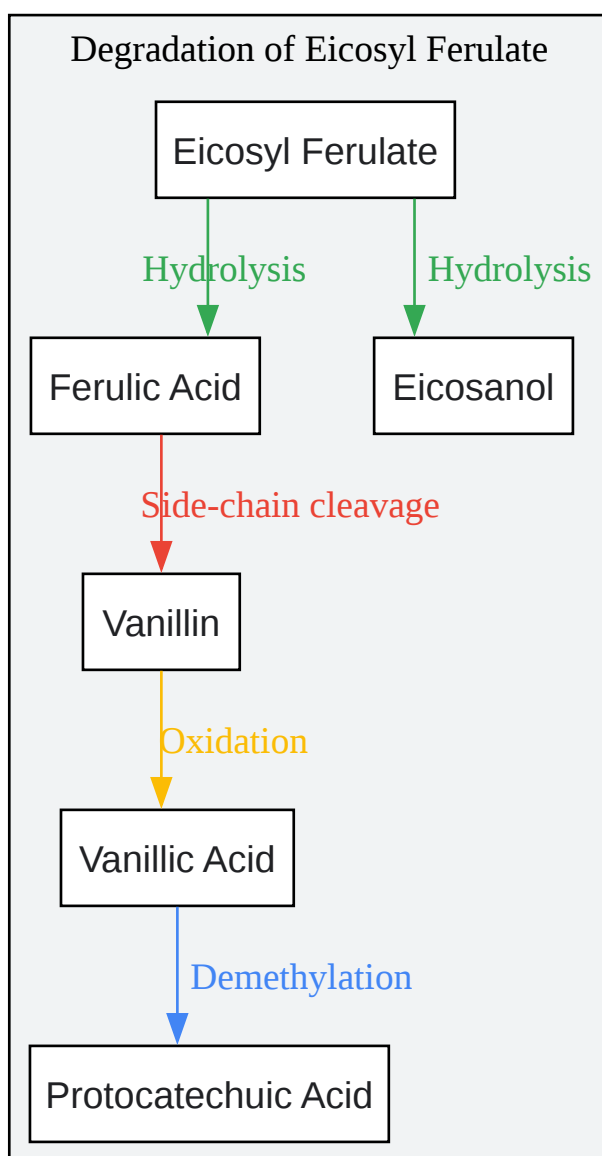 Degradation of Eicosyl Ferulate
Eicosyl Ferulate
Hydrolysis Hydrolysis
Ferulic Acid Eicosanol
Side-chain cleavage
Vanillin
Oxidation
Vanillic Acid
Demethylation
Protocatechuic Acid